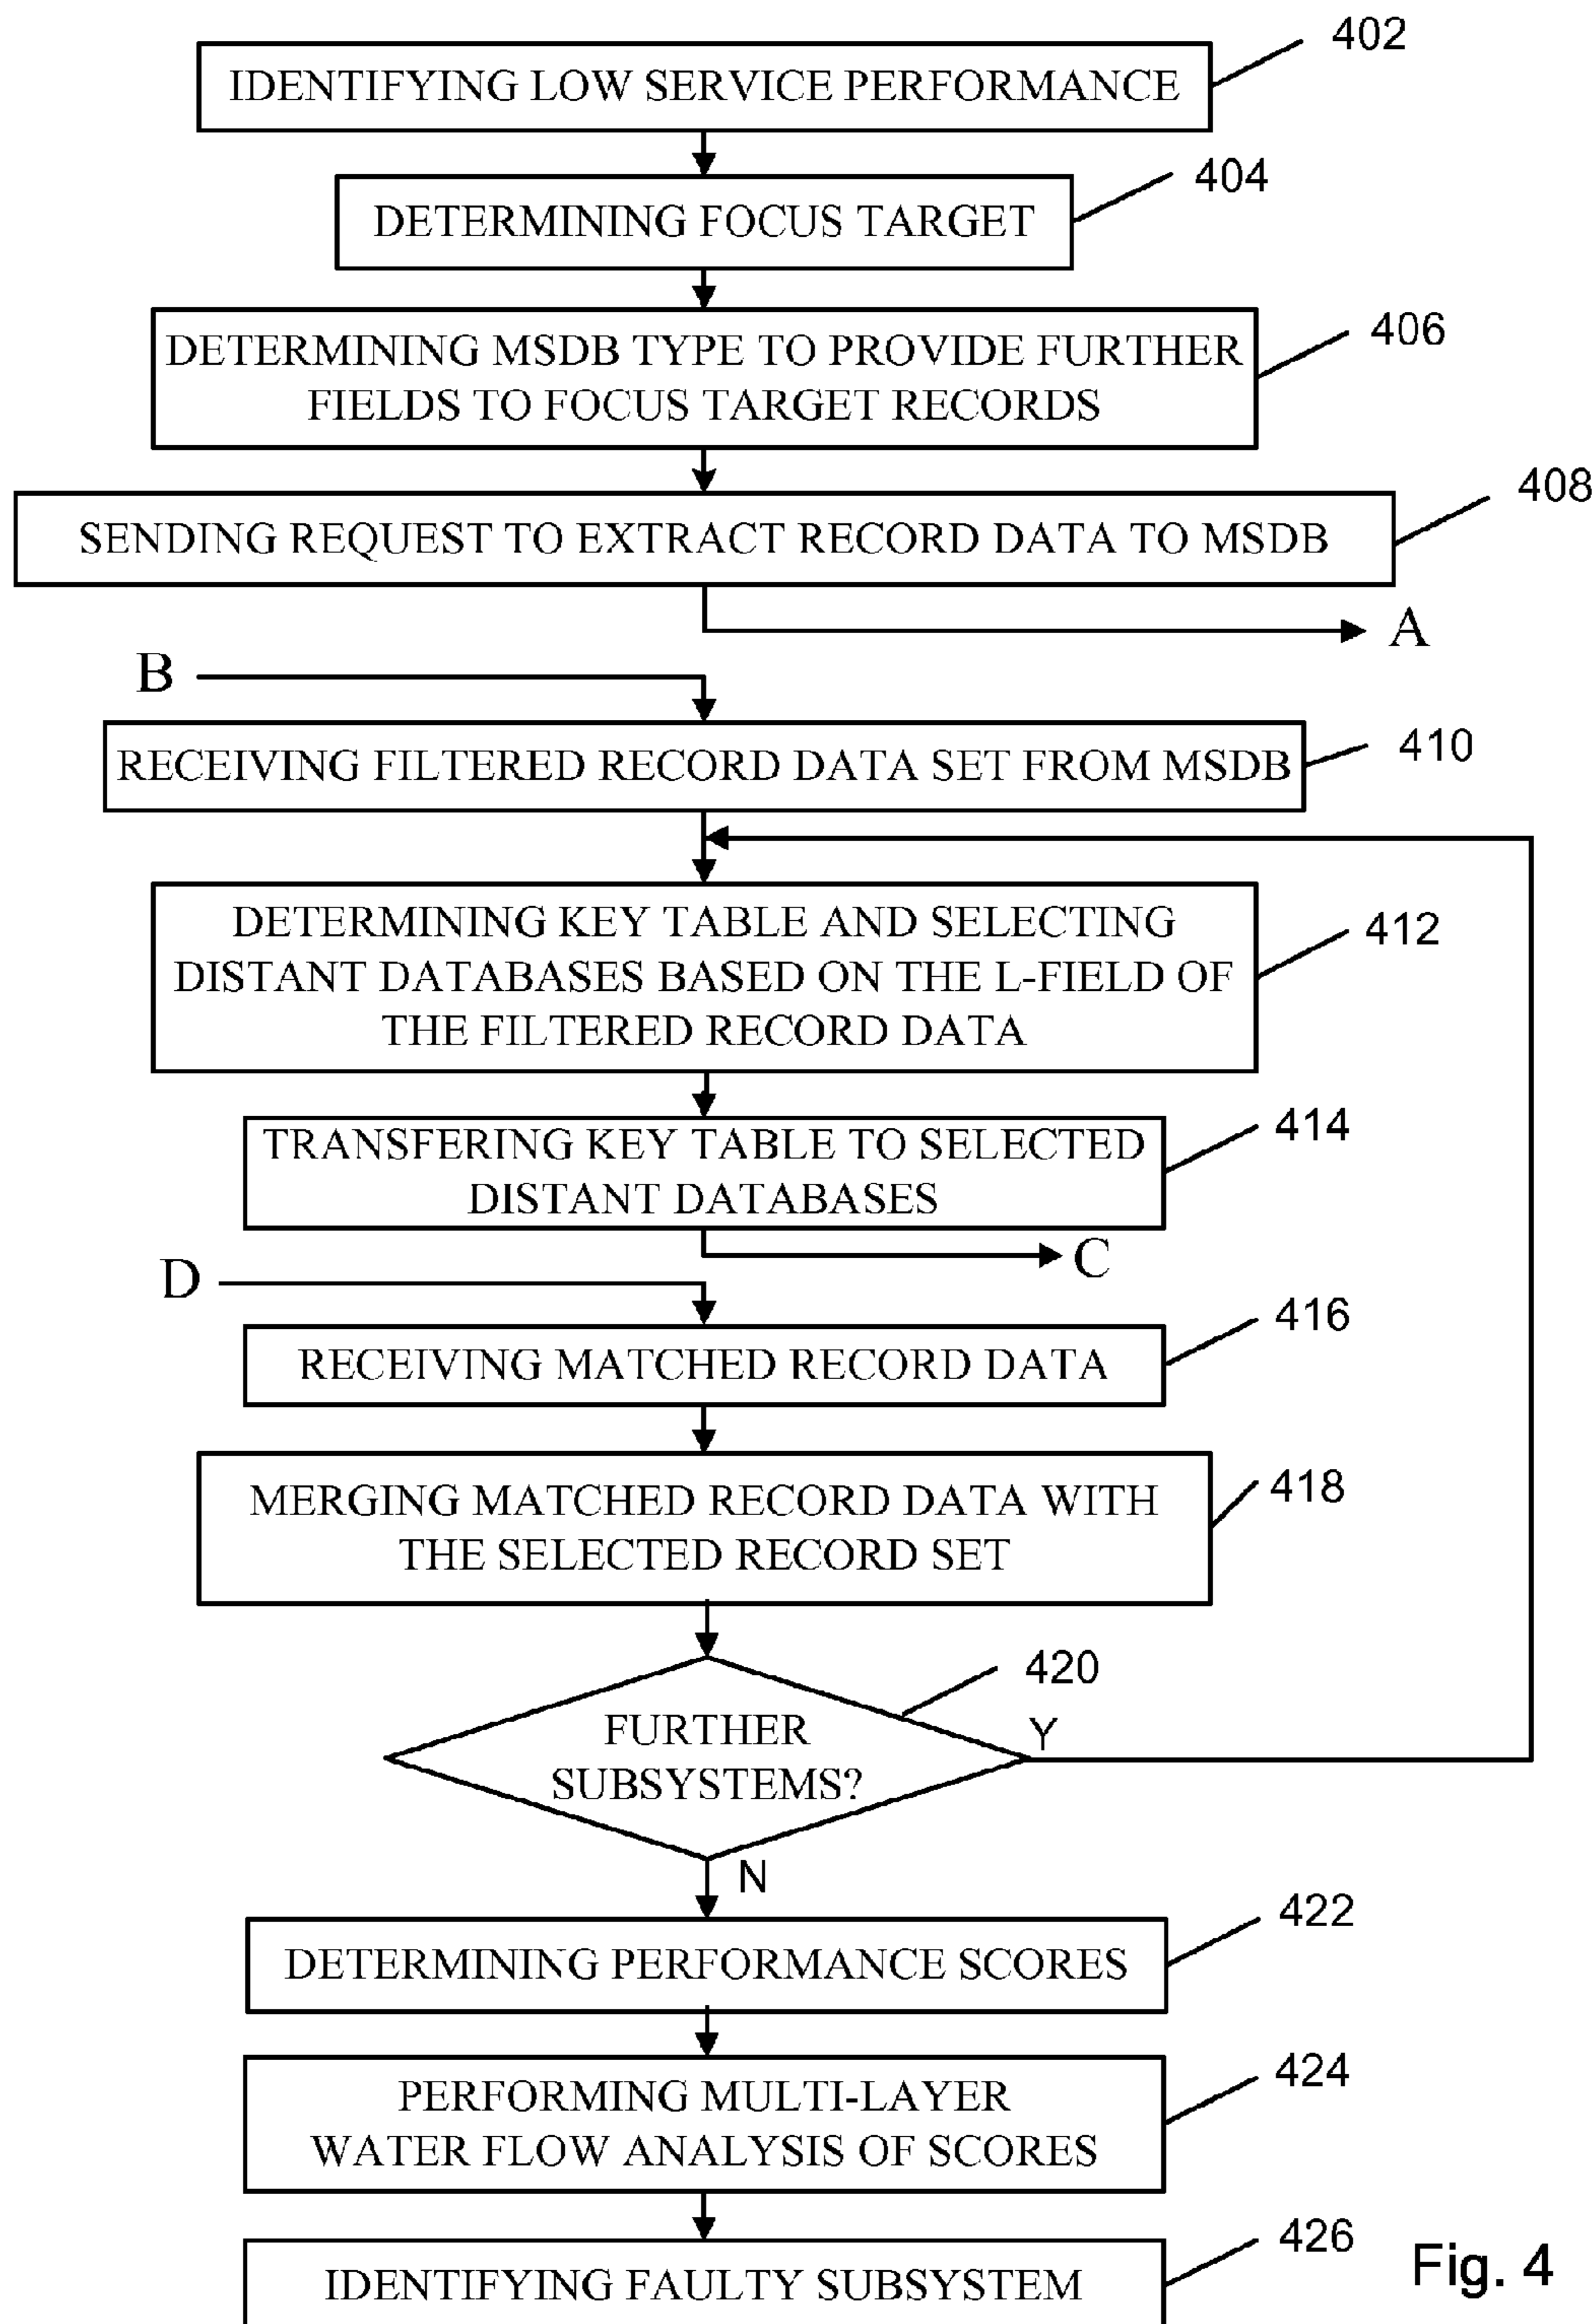 402
IDENTIFYING LOW SERVICE PERFORMANCE
404
DETERMINING FOCUS TARGET
406
DETERMINING MSDB TYPE TO PROVIDE FURTHER
FIELDS TO FOCUS TARGET RECORDS
408
SENDING REQUEST TO EXTRACT RECORD DATA TO MSDB
A
B
RECEIVING FILTERED RECORD DATA SET FROM MSDB
410
DETERMINING KEY TABLE AND SELECTING
DISTANT DATABASES BASED ON THE L-FIELD OF
THE FILTERED RECORD DATA
412
TRANSFERING KEY TABLE TO SELECTED
DISTANT DATABASES
414
C
D
416
RECEIVING MATCHED RECORD DATA
MERGING MATCHED RECORD DATA WITH
THE SELECTED RECORD SET
418
420
FURTHER
SUBSYSTEMS?
Y
N
422
DETERMINING PERFORMANCE SCORES
424
PERFORMING MULTI-LAYER
WATER FLOW ANALYSIS OF SCORES
426
IDENTIFYING FAULTY SUBSYSTEM
Fig. 4